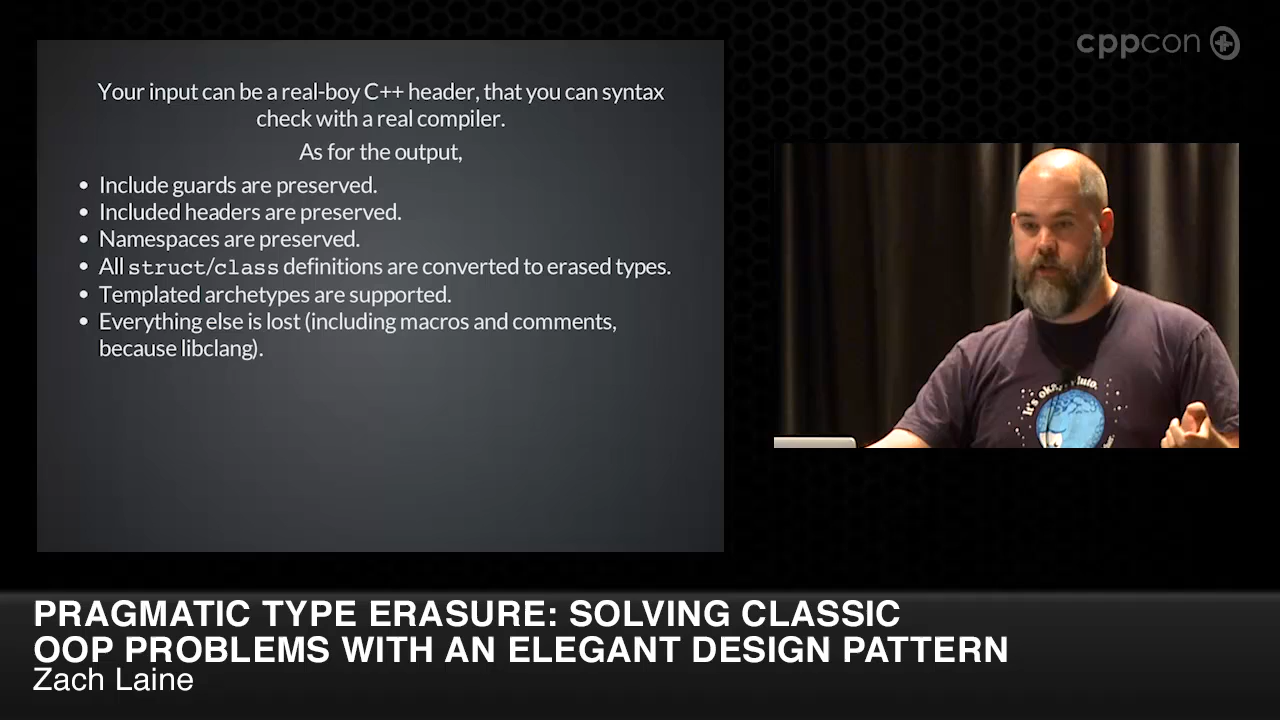 cppcon
Your input can be a real-boy C++ header, that you can syntax
check with a real compiler.
As for the output,
• Include guards are preserved.
• Included headers are preserved.
• Namespaces are preserved.
• All struct/class definitions are converted to erased types.
• Templated archetypes are supported.
• Everything else is lost (including macros and comments,
because libclang).
It's okay, Pluto.
PRAGMATIC TYPE ERASURE: SOLVING CLASSIC
OOP PROBLEMS WITH AN ELEGANT DESIGN PATTERN
Zach Laine